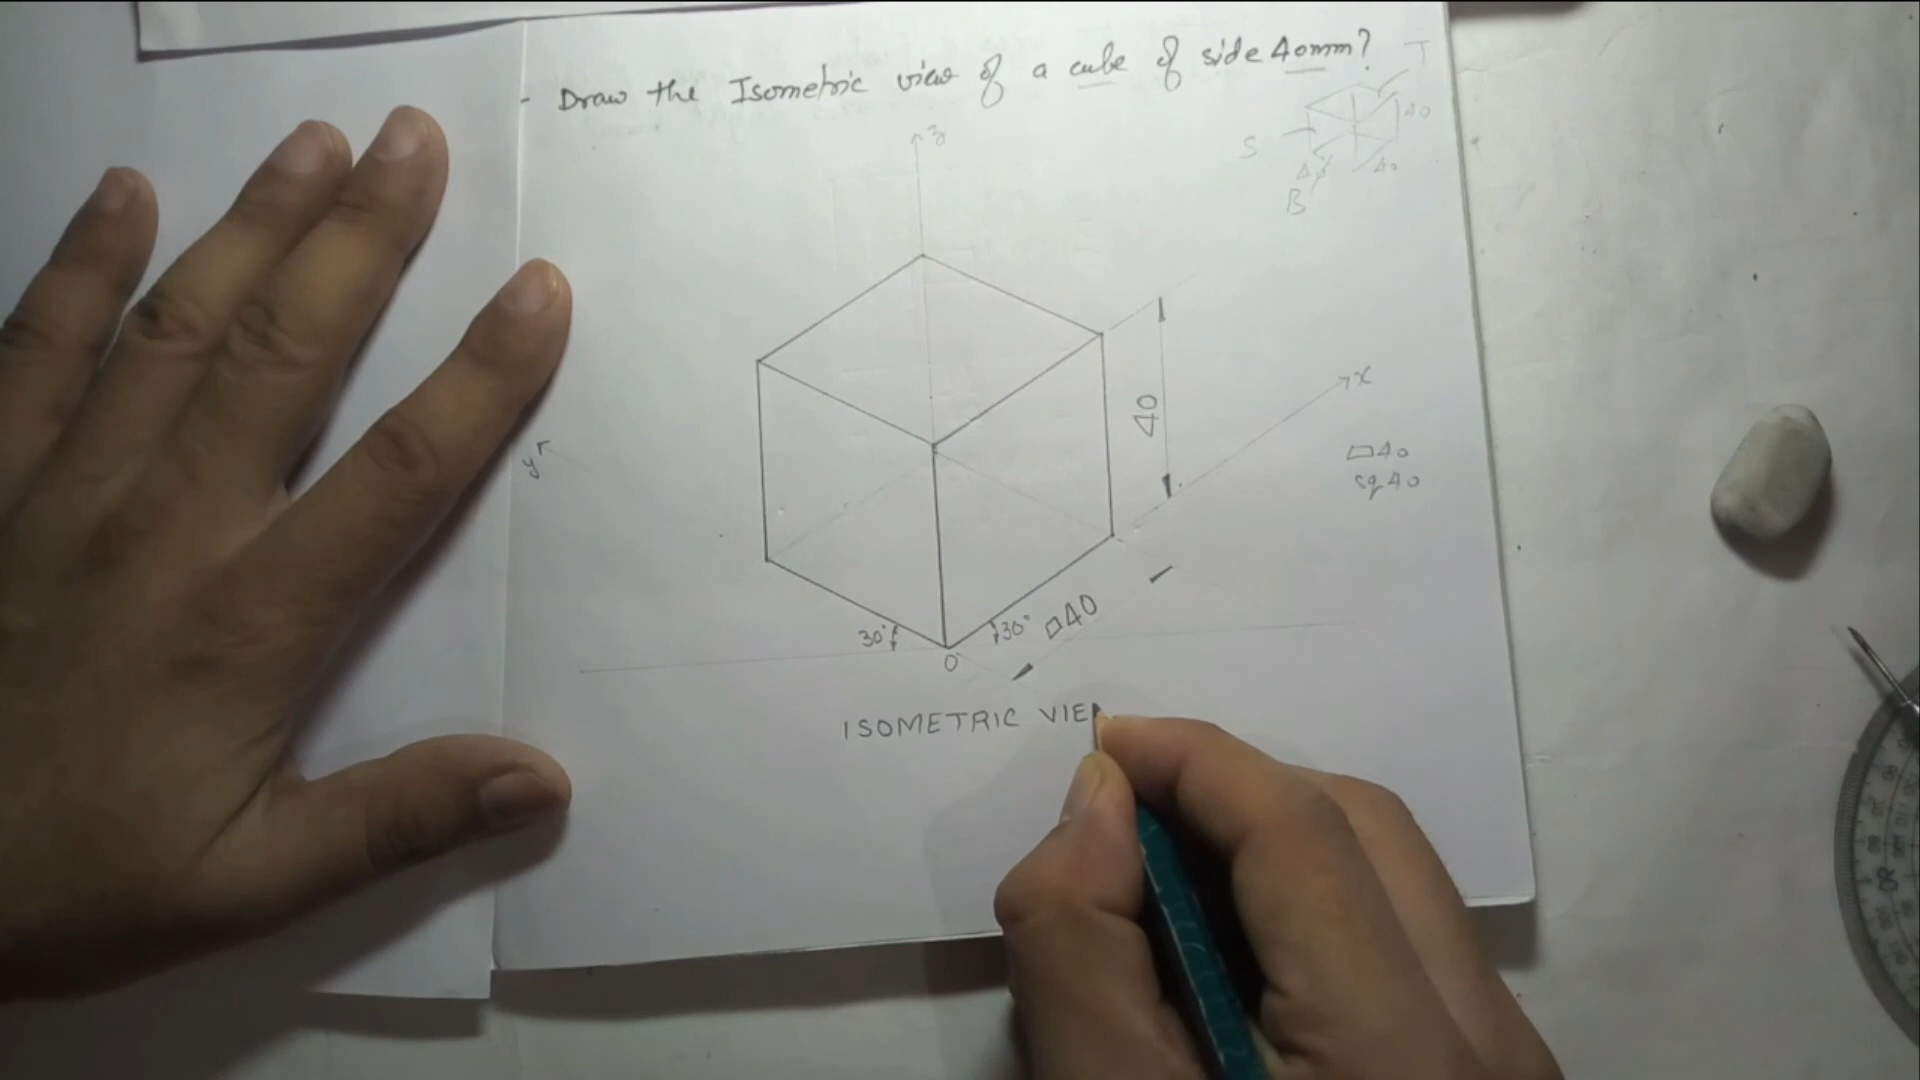 - Draw the Isometric view of a cube of side 40mm?
T
40
S
40
40
B
z
x
40
y
□40
sq 40
30°
30°
□40
O
ISOMETRIC VIE